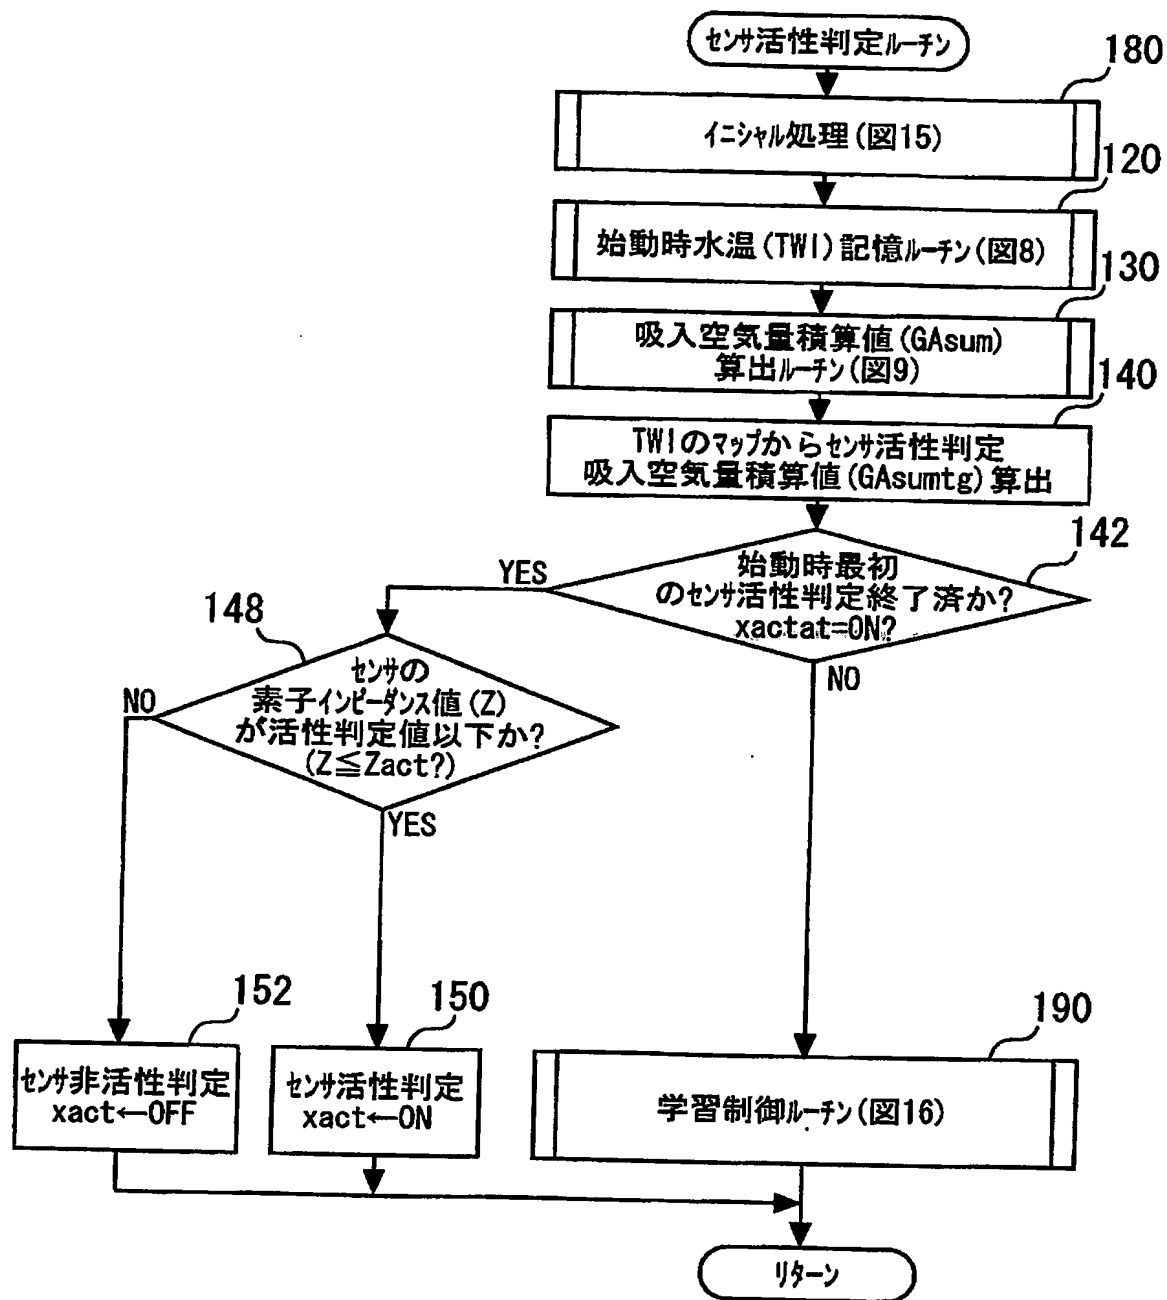 センサ活性判定ルーチン
180
イニシャル処理(図15)
120
始動時水温(TWI)記憶ルーチン(図8)
130
吸入空気量積算値(GAsum)
算出ルーチン(図9)
140
TWIのマップからセンサ活性判定
吸入空気量積算値(GAsumtg)算出
142
始動時最初
のセンサ活性判定終了済か?
xactat=ON?
YES
NO
148
センサの
素子インピーダンス値(Z)
が活性判定値以下か?
(Z≦Zact?)
NO
YES
152
センサ非活性判定
xact←OFF
150
センサ活性判定
xact←ON
190
学習制御ルーチン(図16)
リターン